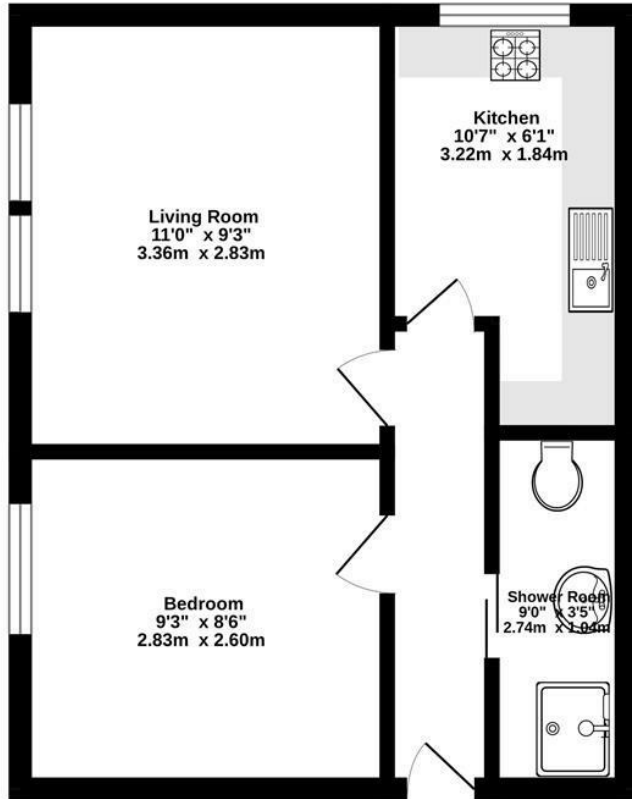 Kitchen
10'7" x 6'1"
3.22m x 1.84m
Living Room
11'0" x 9'3"
3.36m x 2.83m
Bedroom
9'3" x 8'6"
2.83m x 2.60m
Shower Room
9'0" x 3'5"
2.74m x 1.04m